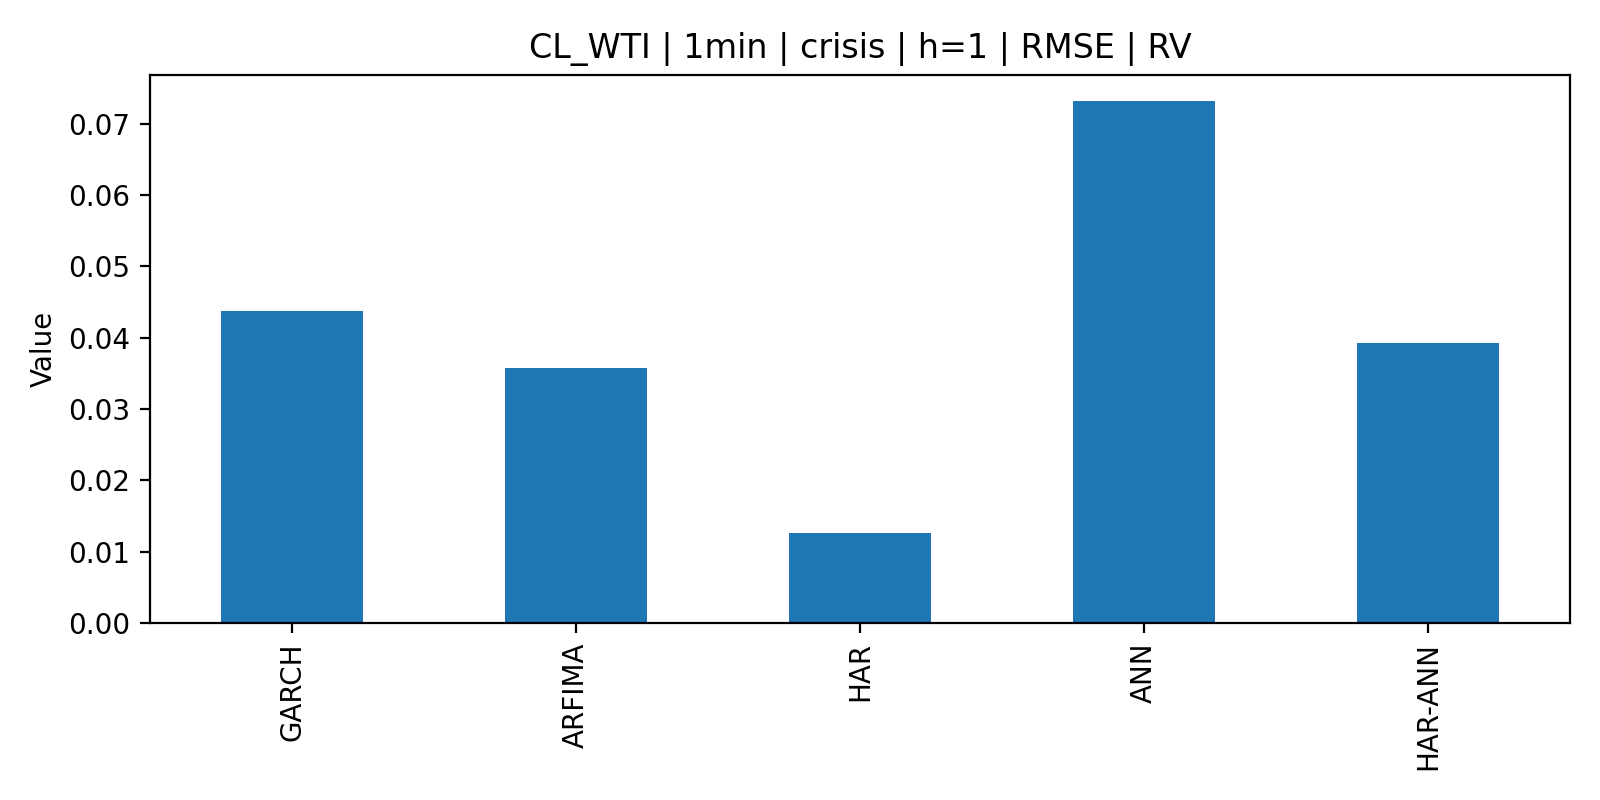 CL_WTI | 1min | crisis | h=1 | RMSE | RV
Value
0.07
0.06
0.05
0.04
0.03
0.02
0.01
0.00
GARCH
ARFIMA
HAR
ANN
HAR-ANN